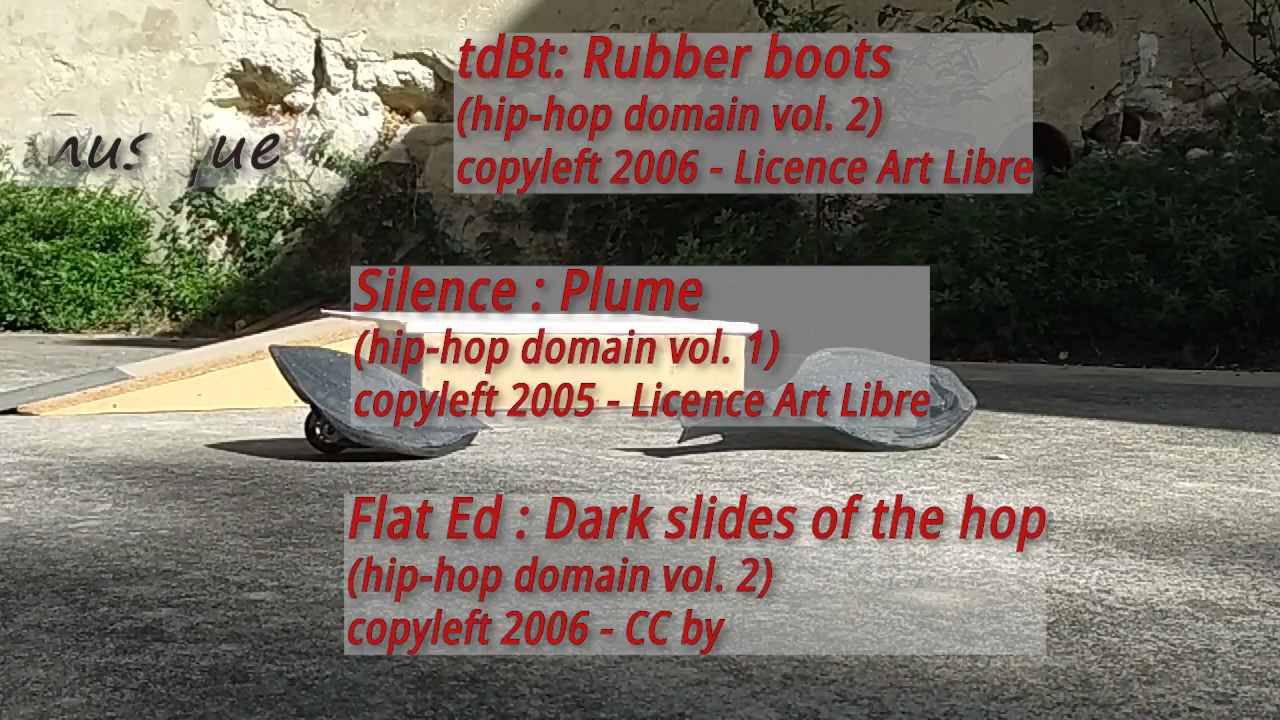 tdBt: Rubber boots
(hip-hop domain vol. 2)
copyleft 2006 - Licence Art Libre
Silence : Plume
(hip-hop domain vol. 1)
copyleft 2005 - Licence Art Libre
Flat Ed : Dark slides of the hop
(hip-hop domain vol. 2)
copyleft 2006 - CC by